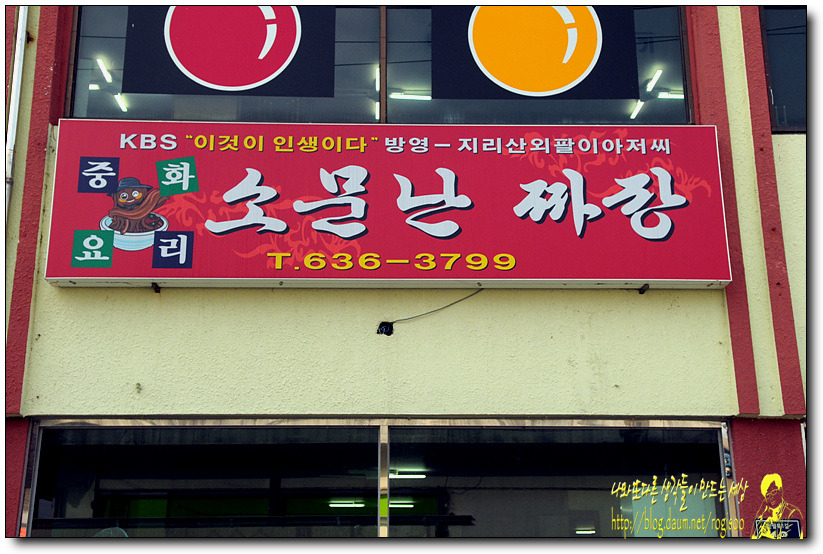 KBS "이것이 인생이다" 방영- 지리산외팔이아저씨
중화
요리
소문난 짜장
T.636-3799
나와 또다른 생각들이 만드는 세상
http://blog.daum.net/rogisoo